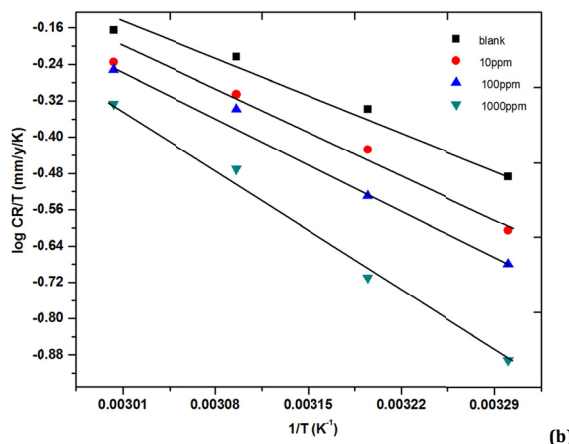 -0.16
-0.24
-0.32
-0.40
-0.48
-0.56
-0.64
-0.72
-0.80
-0.88
log CR/T (mm/y/K)
blank
10ppm
100ppm
1000ppm
0.00301 0.00308 0.00315 0.00322 0.00329
1/T (K⁻¹)
(b)